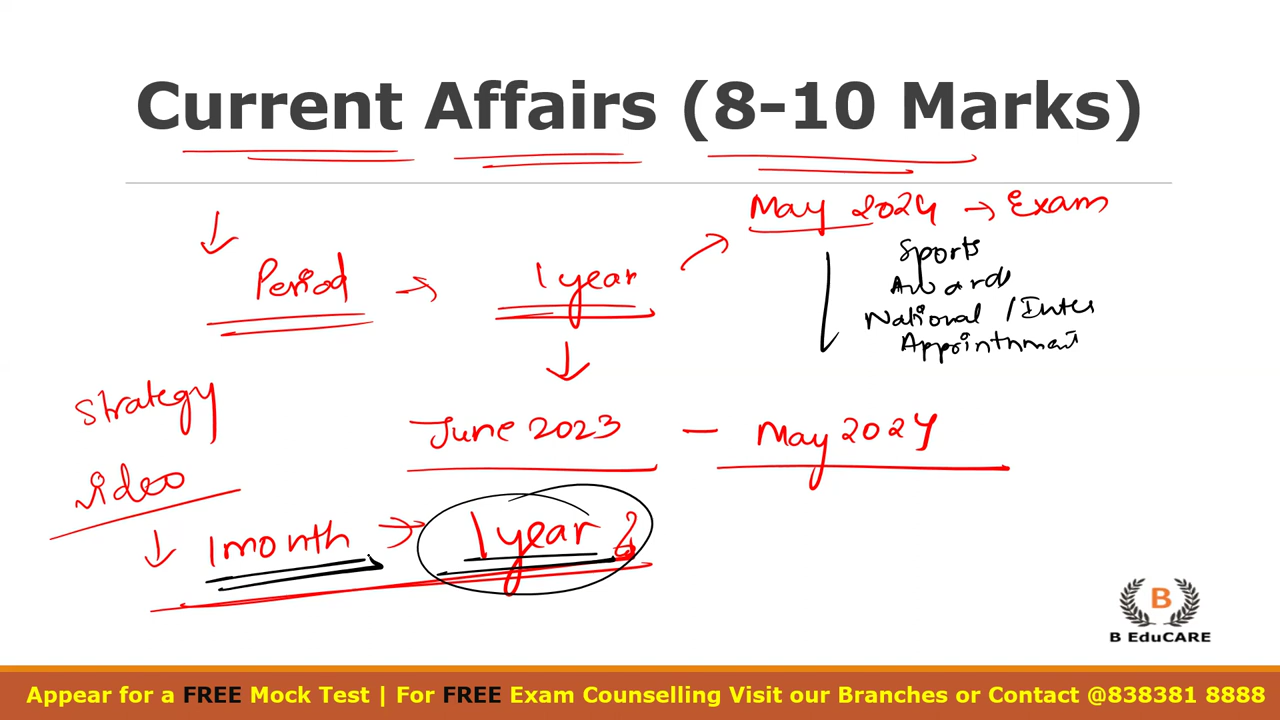 Current Affairs (8-10 Marks)
May 2024 → Exam
Period → 1 year
Sports
Awards
National / Inter
Appointnment
Strategy
video
June 2023 - May 2024
1 month → 1 year ?
B
B EduCARE
Appear for a FREE Mock Test | For FREE Exam Counselling Visit our Branches or Contact @838381 8888